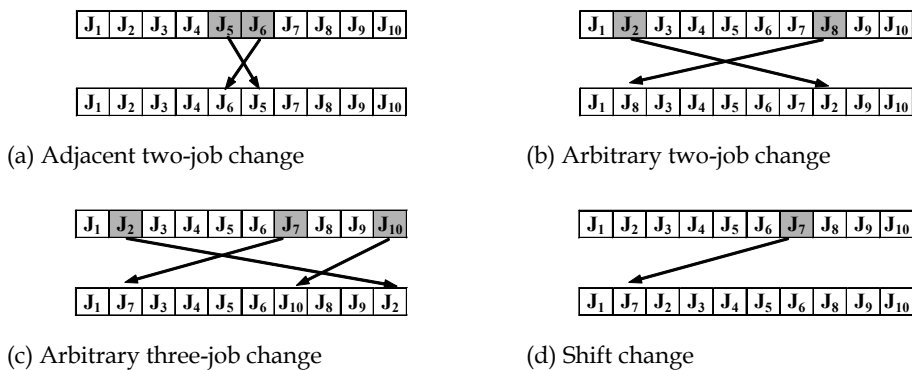 J₁ J₂ J₃ J₄ J₅ J₆ J₇ J₈ J₉ J₁₀
J₁ J₂ J₃ J₄ J₆ J₅ J₇ J₈ J₉ J₁₀
(a) Adjacent two-job change
J₁ J₂ J₃ J₄ J₅ J₆ J₇ J₈ J₉ J₁₀
J₁ J₈ J₃ J₄ J₅ J₆ J₇ J₂ J₉ J₁₀
(b) Arbitrary two-job change
J₁ J₂ J₃ J₄ J₅ J₆ J₇ J₈ J₉ J₁₀
J₁ J₇ J₃ J₄ J₅ J₆ J₁₀ J₈ J₉ J₂
(c) Arbitrary three-job change
J₁ J₂ J₃ J₄ J₅ J₆ J₇ J₈ J₉ J₁₀
J₁ J₇ J₂ J₃ J₄ J₅ J₆ J₈ J₉ J₁₀
(d) Shift change